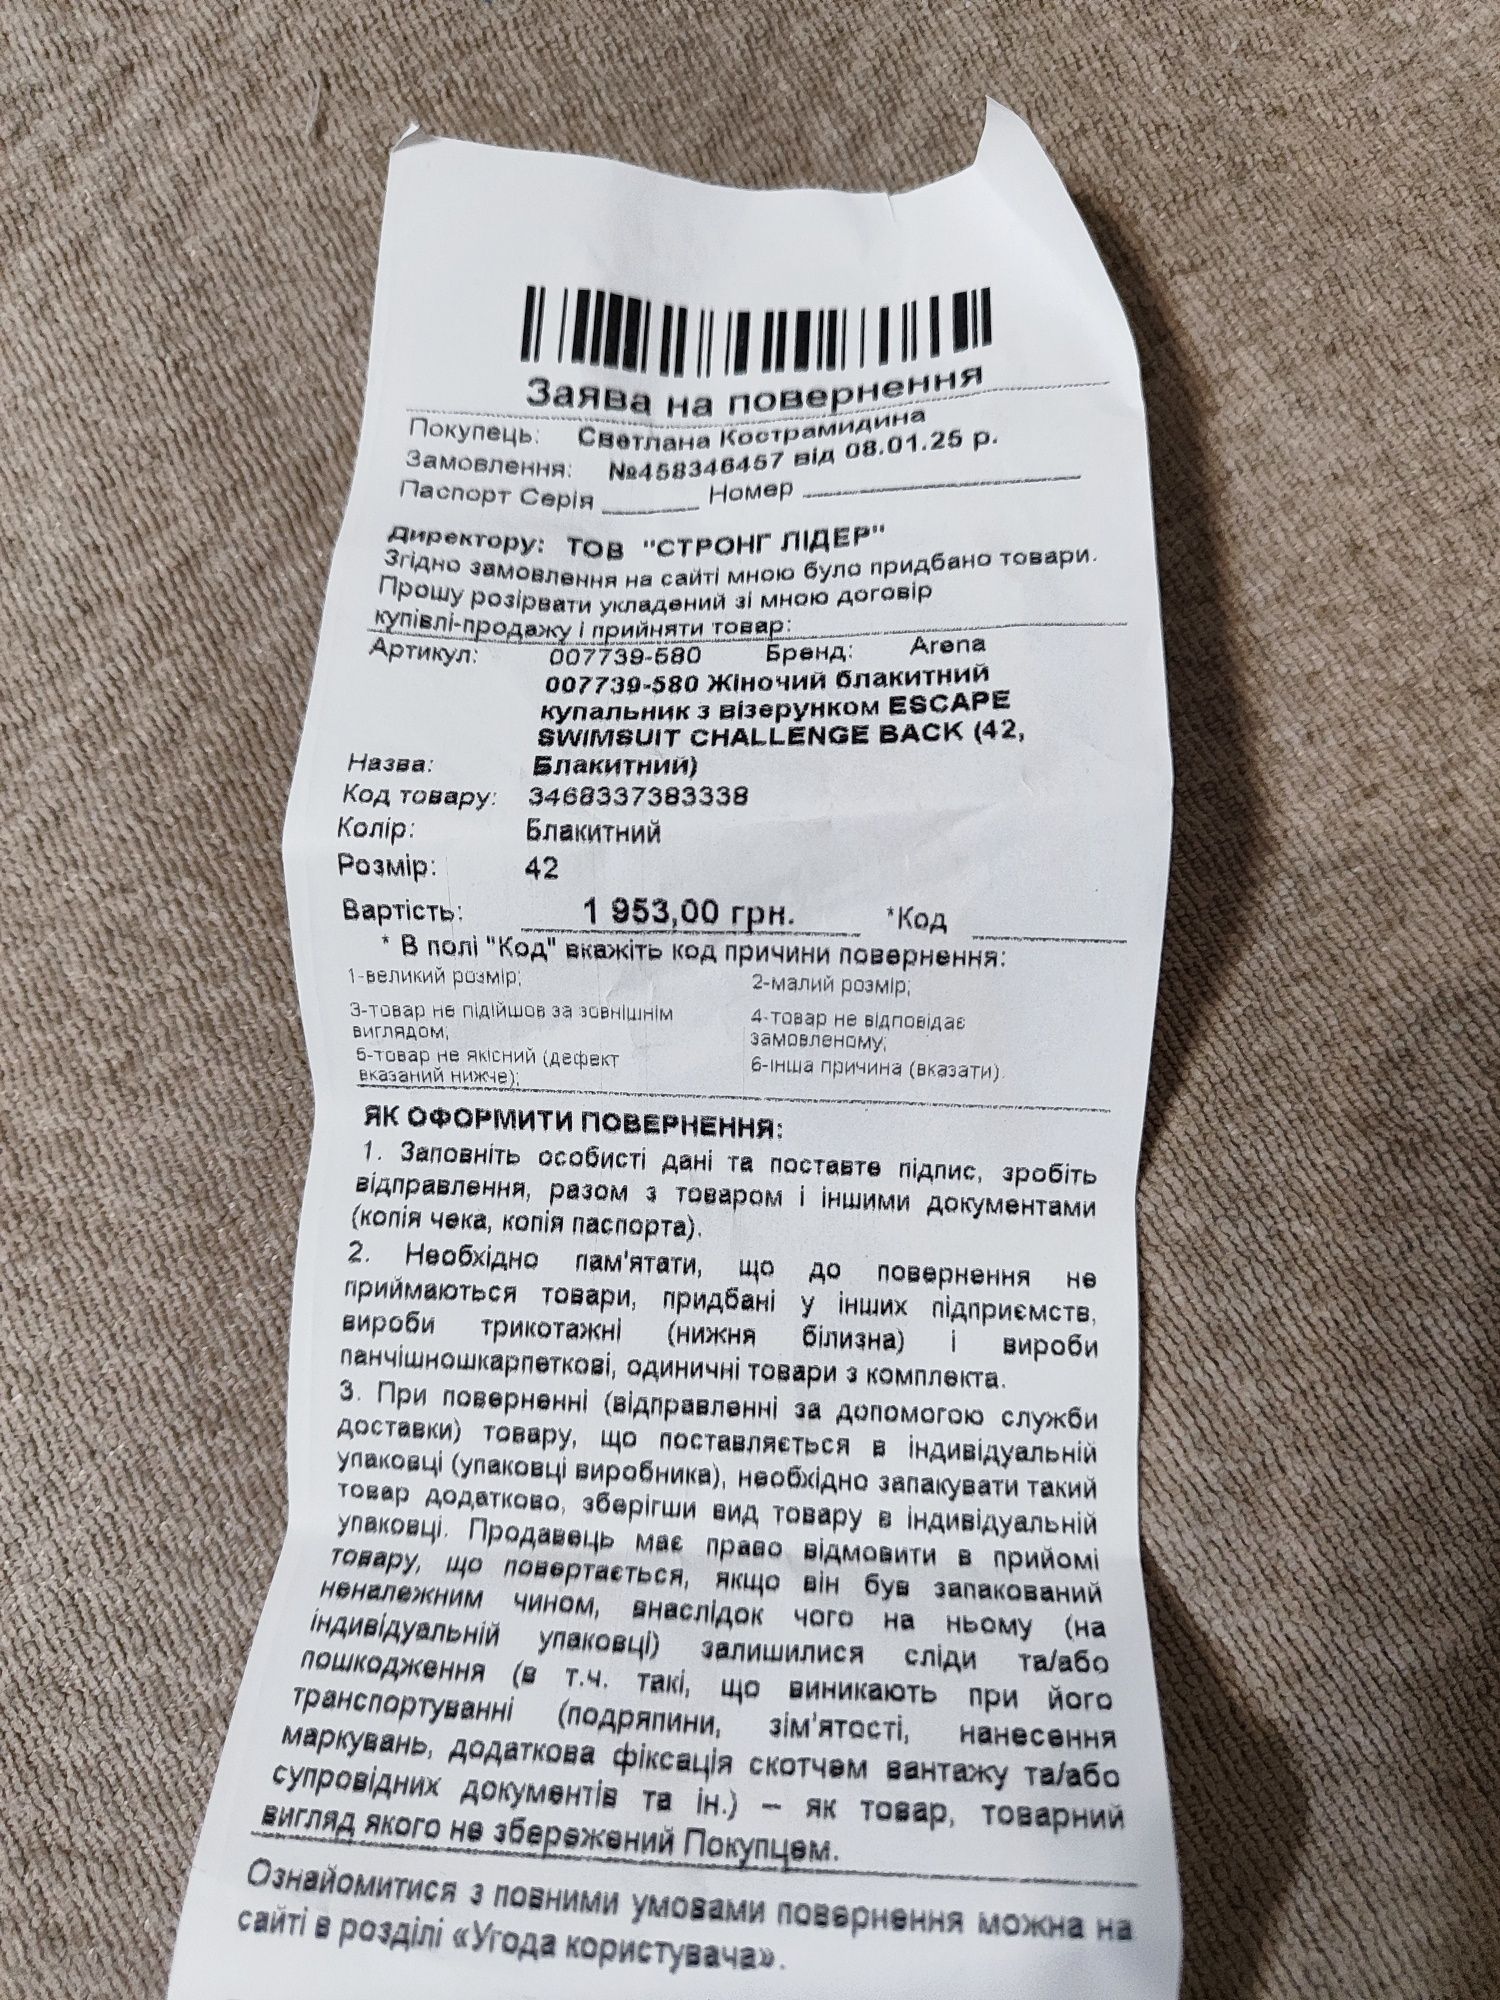 Заява на повернення
Покупець: Светлана Кострамидина
Замовлення: №458346457 від 08.01.25 р.
Паспорт Серія ______ Номер ______
Директору: ТОВ "СТРОНГ ЛІДЕР"
Згідно замовлення на сайті мною було придбано товари.
Прошу розірвати укладений зі мною договір
купівлі-продажу і прийняти товар:
Артикул: 007739-580 Бренд: Arena
007739-580 Жіночий блакитний
купальник з візерунком ESCAPE
SWIMSUIT CHALLENGE BACK (42,
Назва: Блакитний)
Код товару: 3468337383338
Колір: Блакитний
Розмір: 42
Вартість: 1 953,00 грн. *Код ______
* В полі "Код" вкажіть код причини повернення:
1-великий розмір; 2-малий розмір;
3-товар не підійшов за зовнішнім 4-товар не відповідає
виглядом; замовленому;
5-товар не якісний (дефект 6-інша причина (вказати).
вказаний нижче);
ЯК ОФОРМИТИ ПОВЕРНЕННЯ:
1. Заповніть особисті дані та поставте підпис, зробіть
відправлення, разом з товаром і іншими документами
(копія чека, копія паспорта).
2. Необхідно пам'ятати, що до повернення не
приймаються товари, придбані у інших підприємств,
вироби трикотажні (нижня білизна) і вироби
панчішношкарпеткові, одиничні товари з комплекта.
3. При поверненні (відправленні за допомогою служби
доставки) товару, що поставляється в індивідуальній
упаковці (упаковці виробника), необхідно запакувати такий
товар додатково, зберігши вид товару в індивідуальній
упаковці. Продавець має право відмовити в прийомі
товару, що повертається, якщо він був запакований
неналежним чином, внаслідок чого на ньому (на
індивідуальній упаковці) залишилися сліди та/або
пошкодження (в т.ч. такі, що виникають при його
транспортуванні (подряпини, зім'ятості, нанесення
маркувань, додаткова фіксація скотчем вантажу та/або
супровідних документів та ін.) – як товар, товарний
вигляд якого не збережений Покупцем.
Ознайомитися з повними умовами повернення можна на
сайті в розділі «Угода користувача».